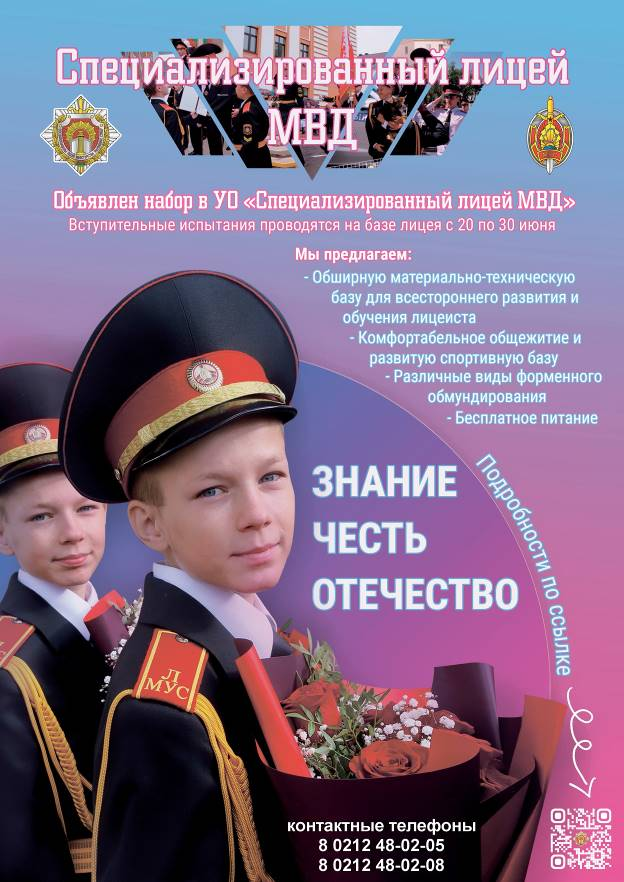 Специализированный лицей
МВД
Объявлен набор в УО «Специализированный лицей МВД»
Вступительные испытания проводятся на базе лицея с 20 по 30 июня
Мы предлагаем:
- Обширную материально-техническую
базу для всестороннего развития и
обучения лицеиста
- Комфортабельное общежитие и
развитую спортивную базу
- Различные виды форменного
обмундирования
- Бесплатное питание
ЗНАНИЕ
ЧЕСТЬ
ОТЕЧЕСТВО
Подробности по ссылке
Л
МУС
контактные телефоны
8 0212 48-02-05
8 0212 48-02-08